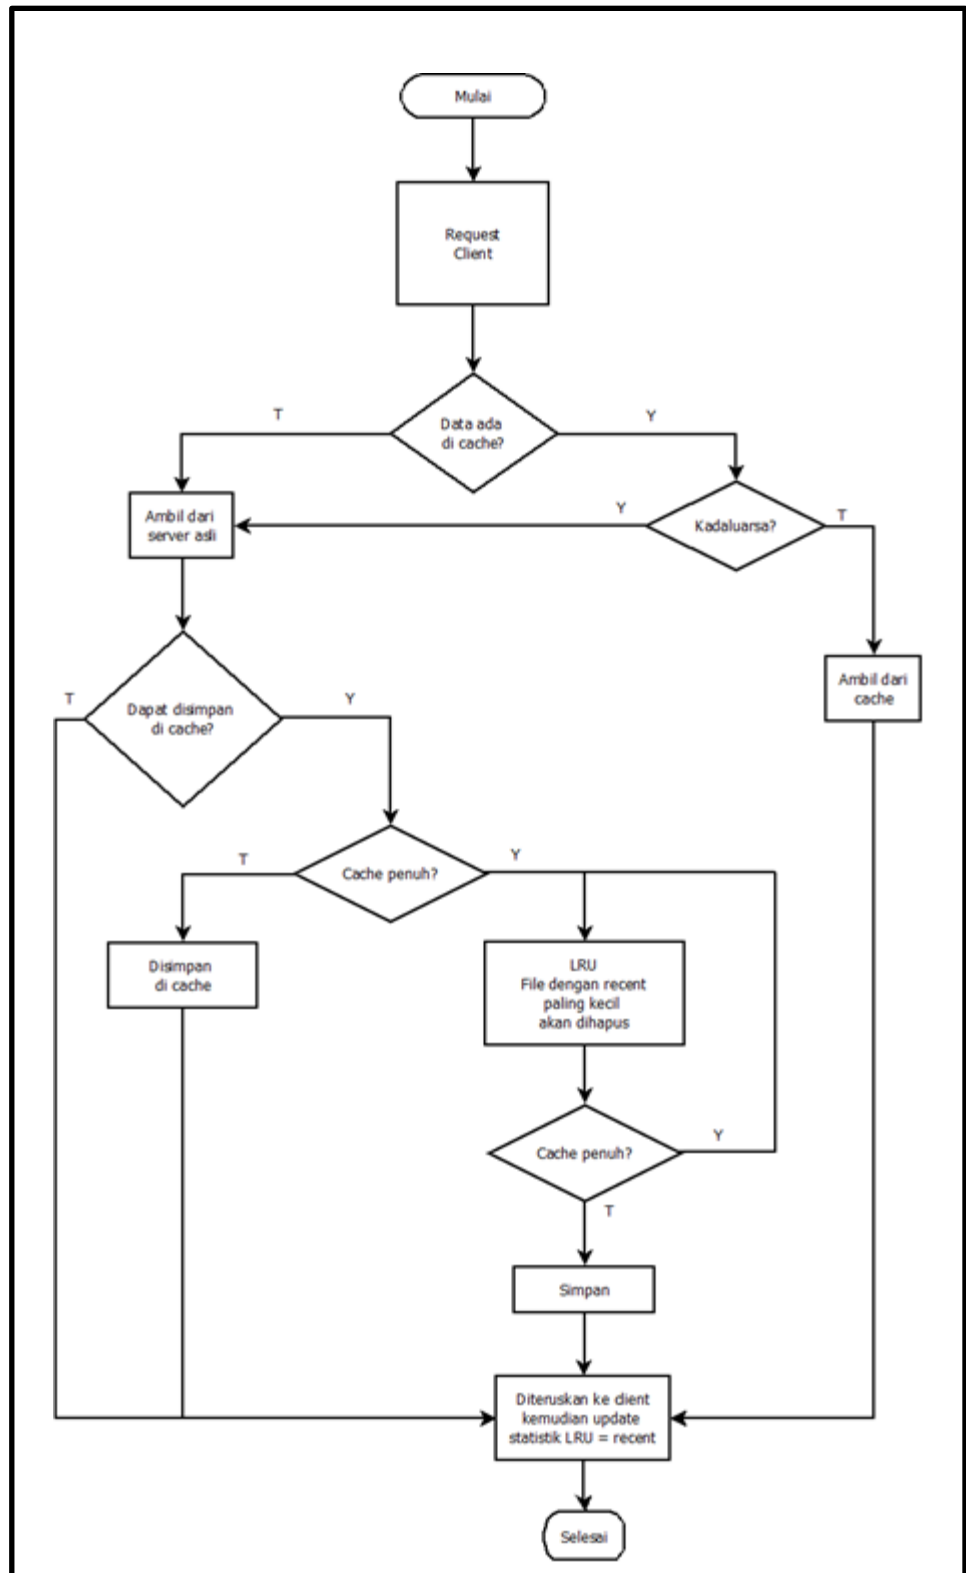 Mulai
Request
Client
Data ada
di cache?
T
Y
Ambil dari
server asli
Y
Kadaluarsa?
T
Ambil dari
cache
T
Dapat disimpan
di cache?
Y
T
Cache penuh?
Y
Disimpan
di cache
LRU
File dengan recent
paling kecil
akan dihapus
Cache penuh?
Y
T
Simpan
Diteruskan ke client
kemudian update
statistik LRU = recent
Selesai